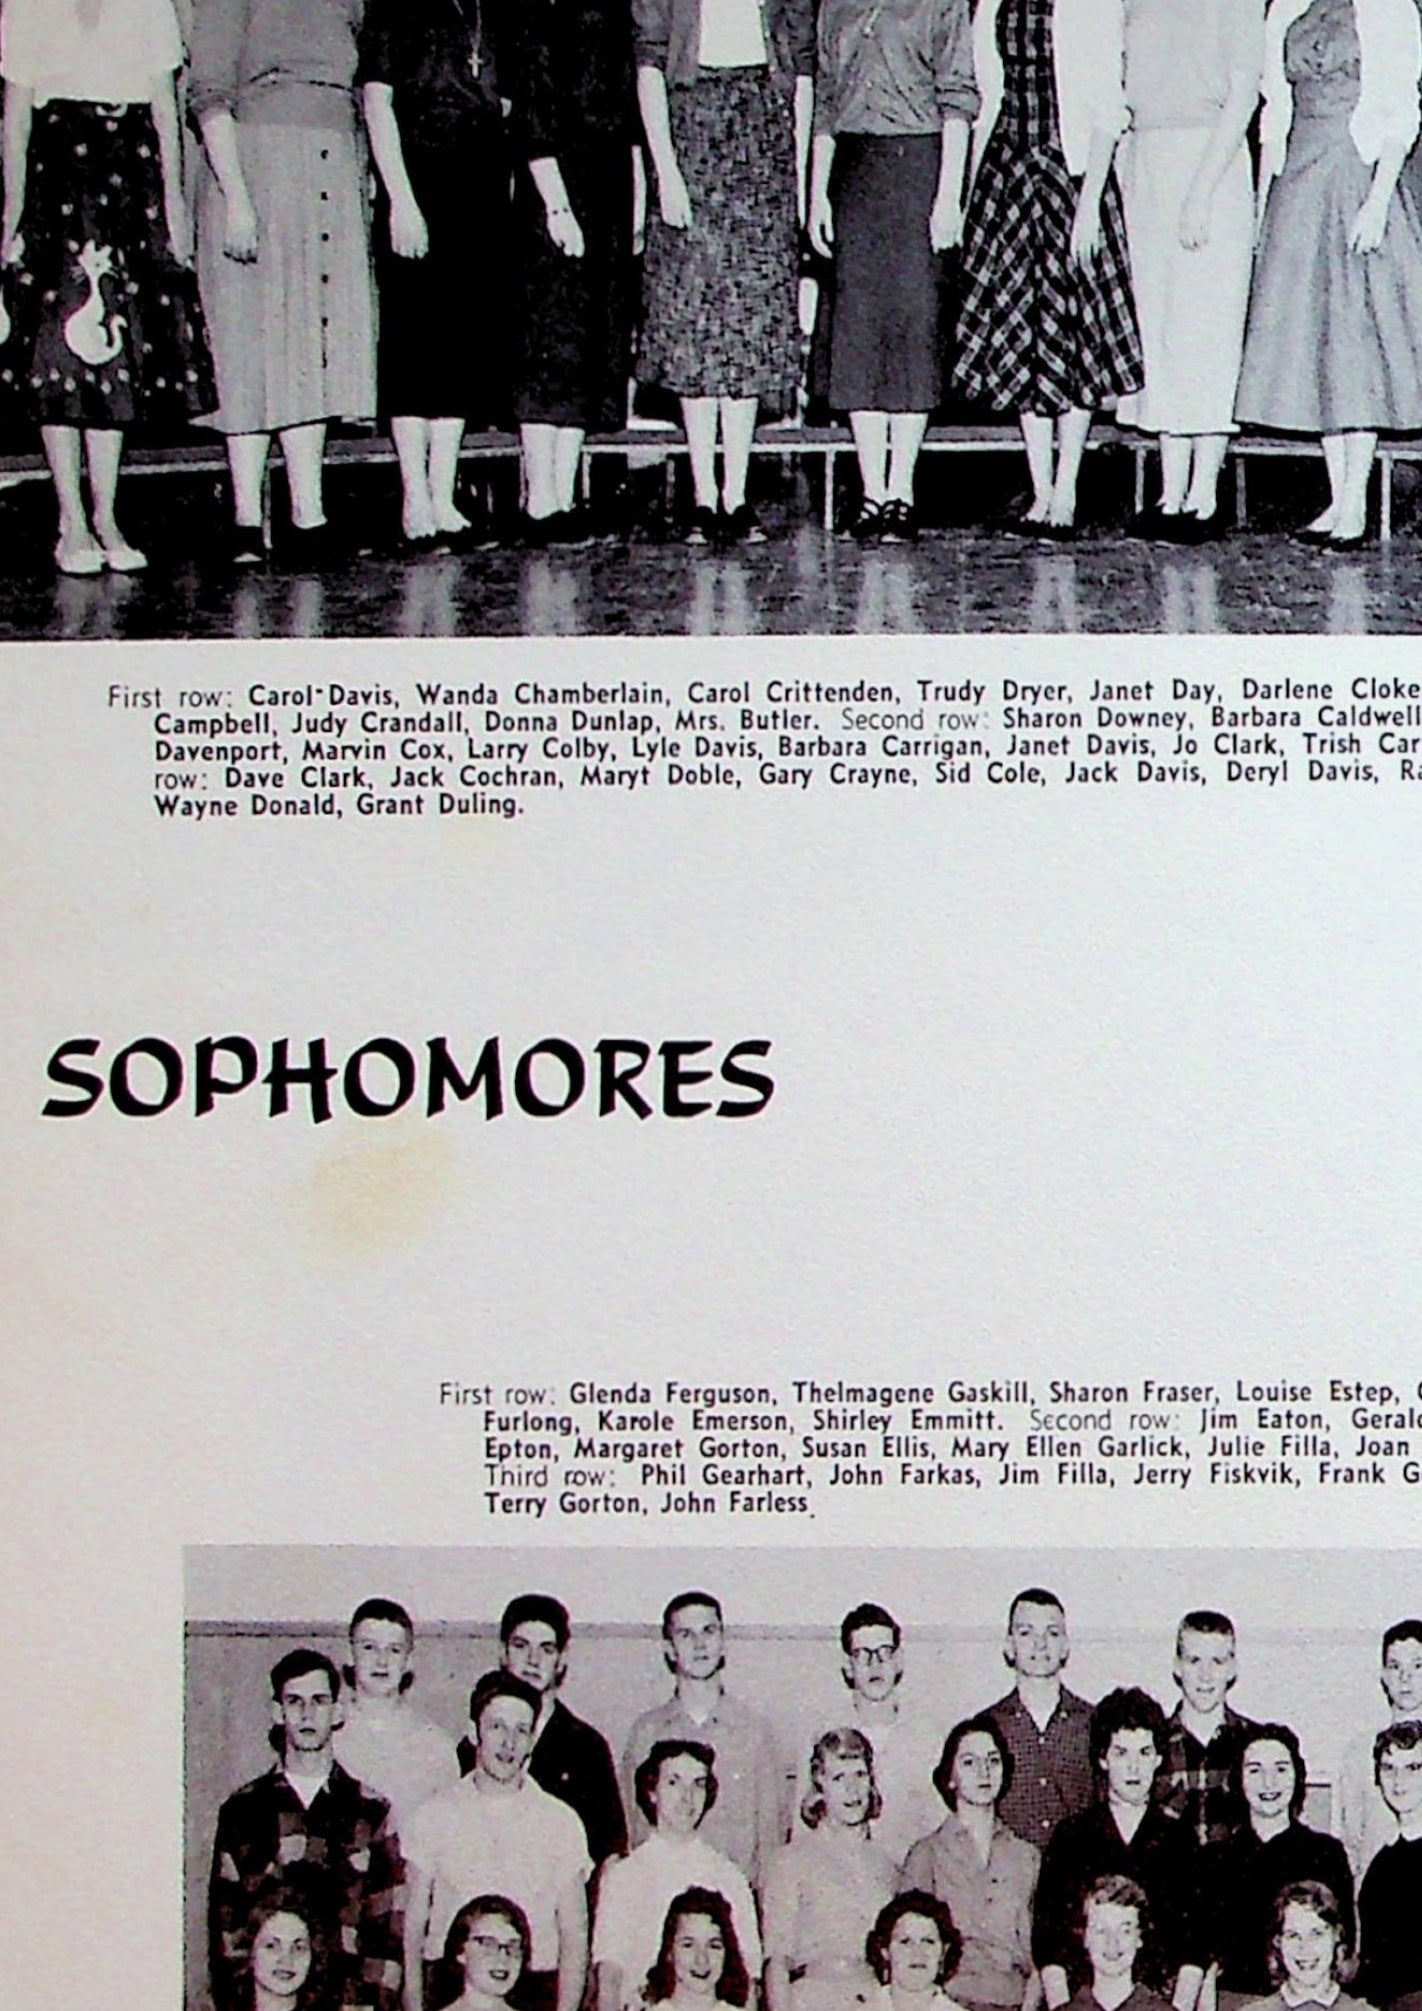 First row: Carol Davis, Wanda Chamberlain, Carol Crittenden, Trudy Dryer, Janet Day, Darlene Cloke
Campbell, Judy Crandall, Donna Dunlap, Mrs. Butler. Second row: Sharon Downey, Barbara Caldwell
Davenport, Marvin Cox, Larry Colby, Lyle Davis, Barbara Carrigan, Janet Davis, Jo Clark, Trish Car
row: Dave Clark, Jack Cochran, Maryt Doble, Gary Crayne, Sid Cole, Jack Davis, Deryl Davis, Ra
Wayne Donald, Grant Duling.
SOPHOMORES
First row: Glenda Ferguson, Thelmagene Gaskill, Sharon Fraser, Louise Estep,
Furlong, Karole Emerson, Shirley Emmitt. Second row: Jim Eaton, Gerald
Epton, Margaret Gorton, Susan Ellis, Mary Ellen Garlick, Julie Filla, Joan
Third row: Phil Gearhart, John Farkas, Jim Filla, Jerry Fiskvik, Frank G
Terry Gorton, John Farless.